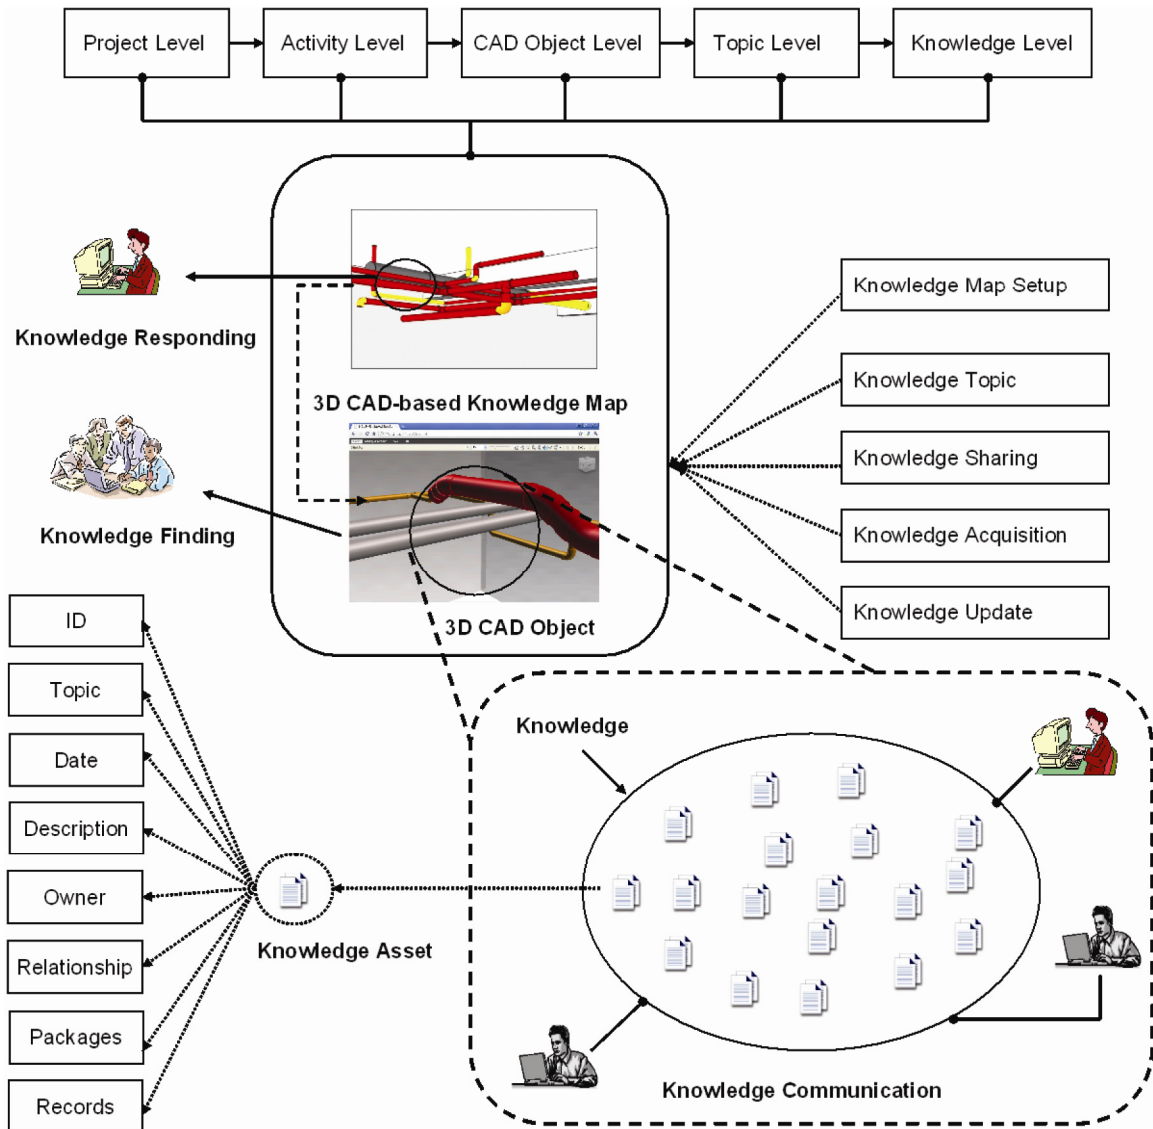 Project Level
Activity Level
CAD Object Level
Topic Level
Knowledge Level
Knowledge Responding
3D CAD-based Knowledge Map
Knowledge Map Setup
Knowledge Topic
Knowledge Sharing
Knowledge Acquisition
Knowledge Update
Knowledge Finding
3D CAD Object
ID
Topic
Date
Description
Owner
Relationship
Packages
Records
Knowledge Asset
Knowledge
Knowledge Communication